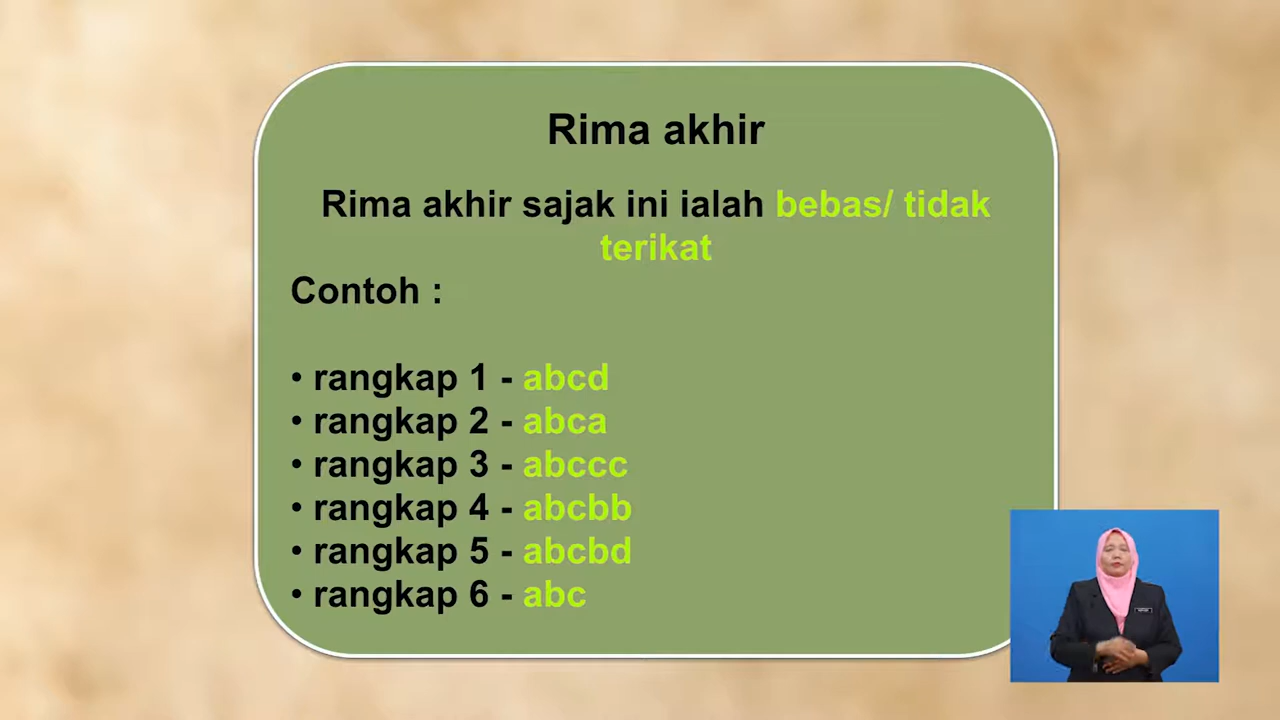 Rima akhir
Rima akhir sajak ini ialah bebas/ tidak
terikat
Contoh :
• rangkap 1 - abcd
• rangkap 2 - abca
• rangkap 3 - abccc
• rangkap 4 - abcbb
• rangkap 5 - abcbd
• rangkap 6 - abc